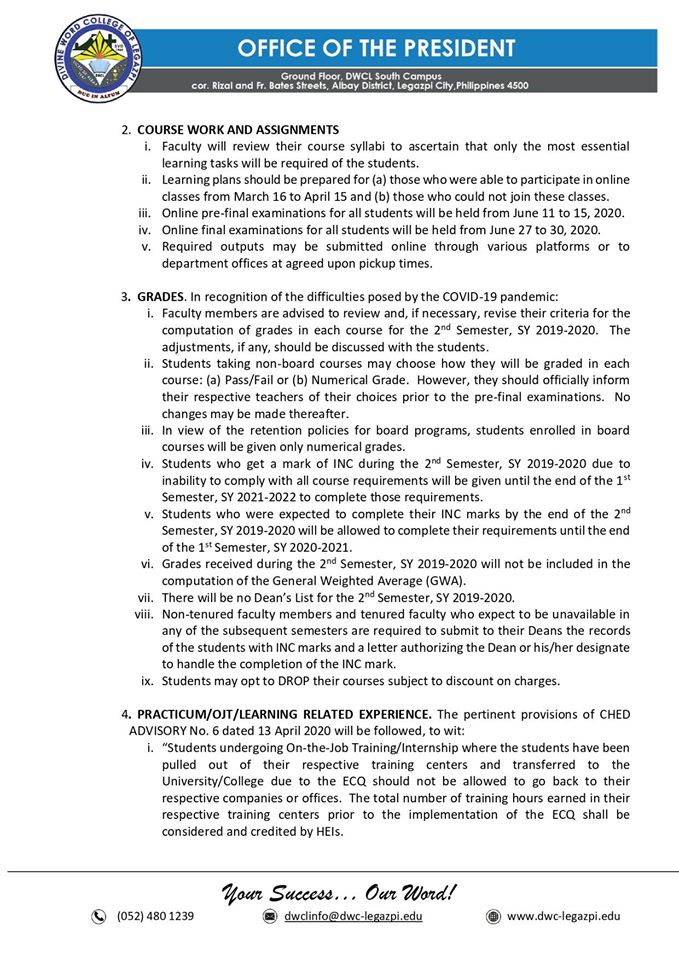 DIVINE WORD COLLEGE OF LEGAZPI
SVD
DWCL
DUC IN ALTUM
OFFICE OF THE PRESIDENT
Ground Floor, DWCL South Campus
cor. Rizal and Fr. Bates Streets, Albay District, Legazpi City,Philippines 4500
2. COURSE WORK AND ASSIGNMENTS
i. Faculty will review their course syllabi to ascertain that only the most essential
learning tasks will be required of the students.
ii. Learning plans should be prepared for (a) those who were able to participate in online
classes from March 16 to April 15 and (b) those who could not join these classes.
iii. Online pre-final examinations for all students will be held from June 11 to 15, 2020.
iv. Online final examinations for all students will be held from June 27 to 30, 2020.
v. Required outputs may be submitted online through various platforms or to
department offices at agreed upon pickup times.
3. GRADES. In recognition of the difficulties posed by the COVID-19 pandemic:
i. Faculty members are advised to review and, if necessary, revise their criteria for the
computation of grades in each course for the 2nd Semester, SY 2019-2020. The
adjustments, if any, should be discussed with the students.
ii. Students taking non-board courses may choose how they will be graded in each
course: (a) Pass/Fail or (b) Numerical Grade. However, they should officially inform
their respective teachers of their choices prior to the pre-final examinations. No
changes may be made thereafter.
iii. In view of the retention policies for board programs, students enrolled in board
courses will be given only numerical grades.
iv. Students who get a mark of INC during the 2nd Semester, SY 2019-2020 due to
inability to comply with all course requirements will be given until the end of the 1st
Semester, SY 2021-2022 to complete those requirements.
v. Students who were expected to complete their INC marks by the end of the 2nd
Semester, SY 2019-2020 will be allowed to complete their requirements until the end
of the 1st Semester, SY 2020-2021.
vi. Grades received during the 2nd Semester, SY 2019-2020 will not be included in the
computation of the General Weighted Average (GWA).
vii. There will be no Dean's List for the 2nd Semester, SY 2019-2020.
viii. Non-tenured faculty members and tenured faculty who expect to be unavailable in
any of the subsequent semesters are required to submit to their Deans the records
of the students with INC marks and a letter authorizing the Dean or his/her designate
to handle the completion of the INC mark.
ix. Students may opt to DROP their courses subject to discount on charges.
4. PRACTICUM/OJT/LEARNING RELATED EXPERIENCE. The pertinent provisions of CHED
ADVISORY No. 6 dated 13 April 2020 will be followed, to wit:
i. “Students undergoing On-the-Job Training/Internship where the students have been
pulled out of their respective training centers and transferred to the
University/College due to the ECQ should not be allowed to go back to their
respective companies or offices. The total number of training hours earned in their
respective training centers prior to the implementation of the ECQ shall be
considered and credited by HEIs.
Your Success... Our Word!
(052) 480 1239 dwclinfo@dwc-legazpi.edu www.dwc-legazpi.edu